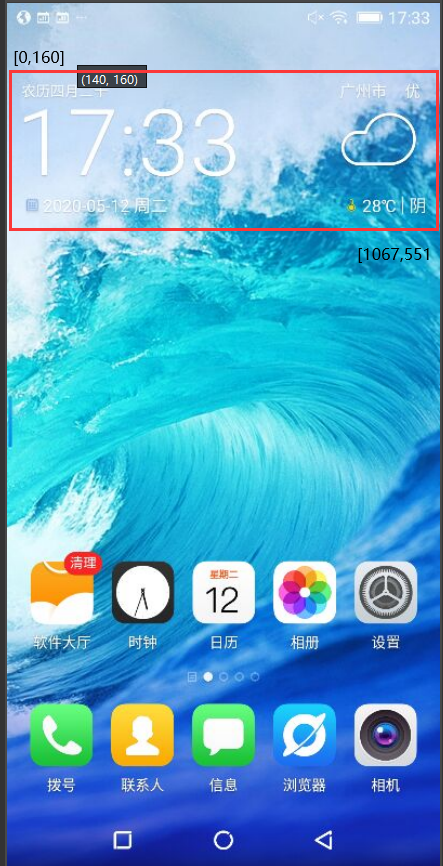 17:33
[0,160]
(140, 160)
农历四月二十
广州市 优
17:33
2020-05-12 周二
28℃ | 阴
[1067,551
清理
星期二
12
软件大厅
时钟
日历
相册
设置
拨号
联系人
信息
浏览器
相机